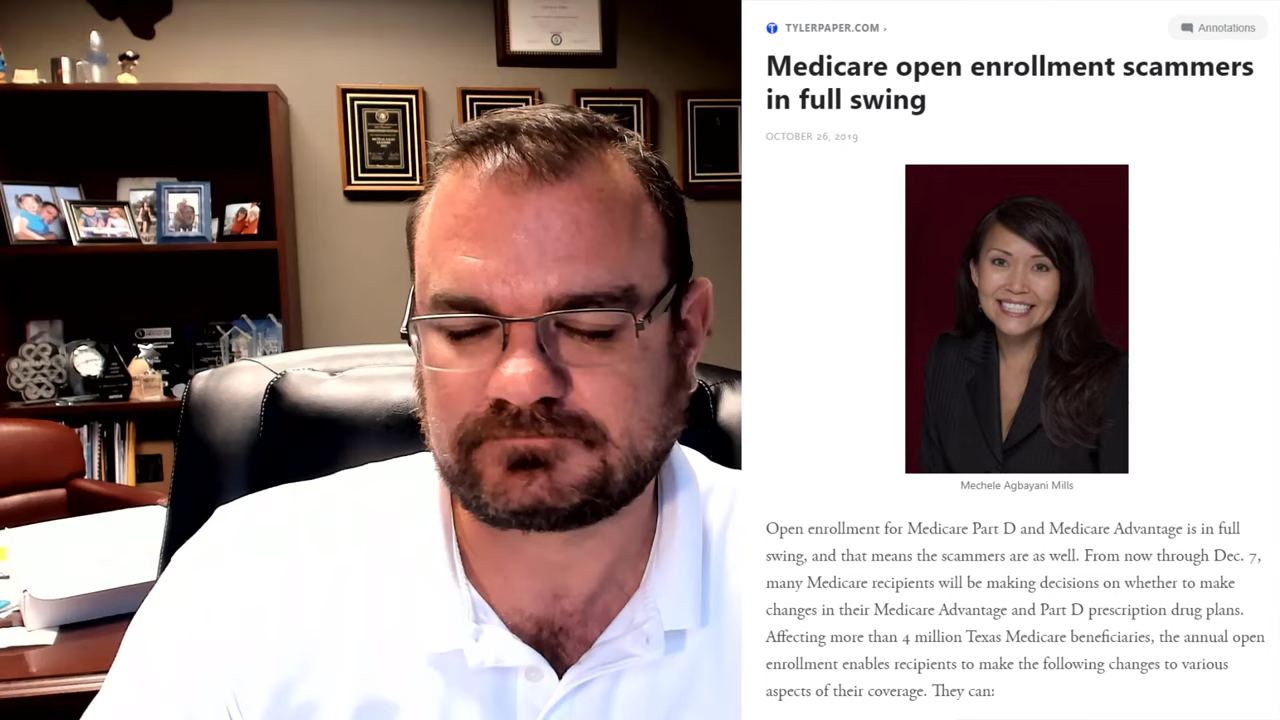 TYLERPAPER.COM ›
Annotations
Medicare open enrollment scammers
in full swing
OCTOBER 26, 2019
Mechele Agbayani Mills
Open enrollment for Medicare Part D and Medicare Advantage is in full
swing, and that means the scammers are as well. From now through Dec. 7,
many Medicare recipients will be making decisions on whether to make
changes in their Medicare Advantage and Part D prescription drug plans.
Affecting more than 4 million Texas Medicare beneficiaries, the annual open
enrollment enables recipients to make the following changes to various
aspects of their coverage. They can: